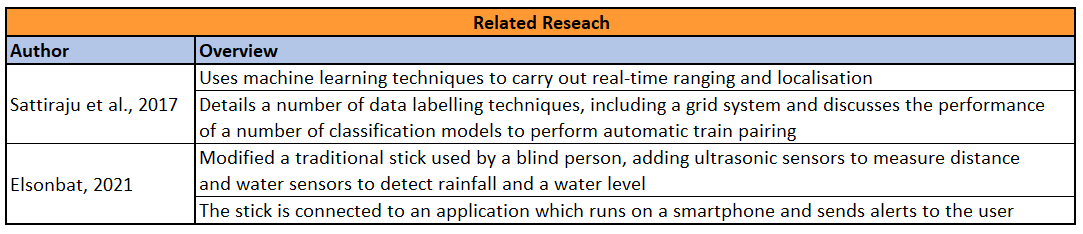 Related Reseach
Author Overview
Sattiraju et al., 2017
Uses machine learning techniques to carry out real-time ranging and localisation
Details a number of data labelling techniques, including a grid system and discusses the performance
of a number of classification models to perform automatic train pairing
Elsonbat, 2021
Modified a traditional stick used by a blind person, adding ultrasonic sensors to measure distance
and water sensors to detect rainfall and a water level
The stick is connected to an application which runs on a smartphone and sends alerts to the user